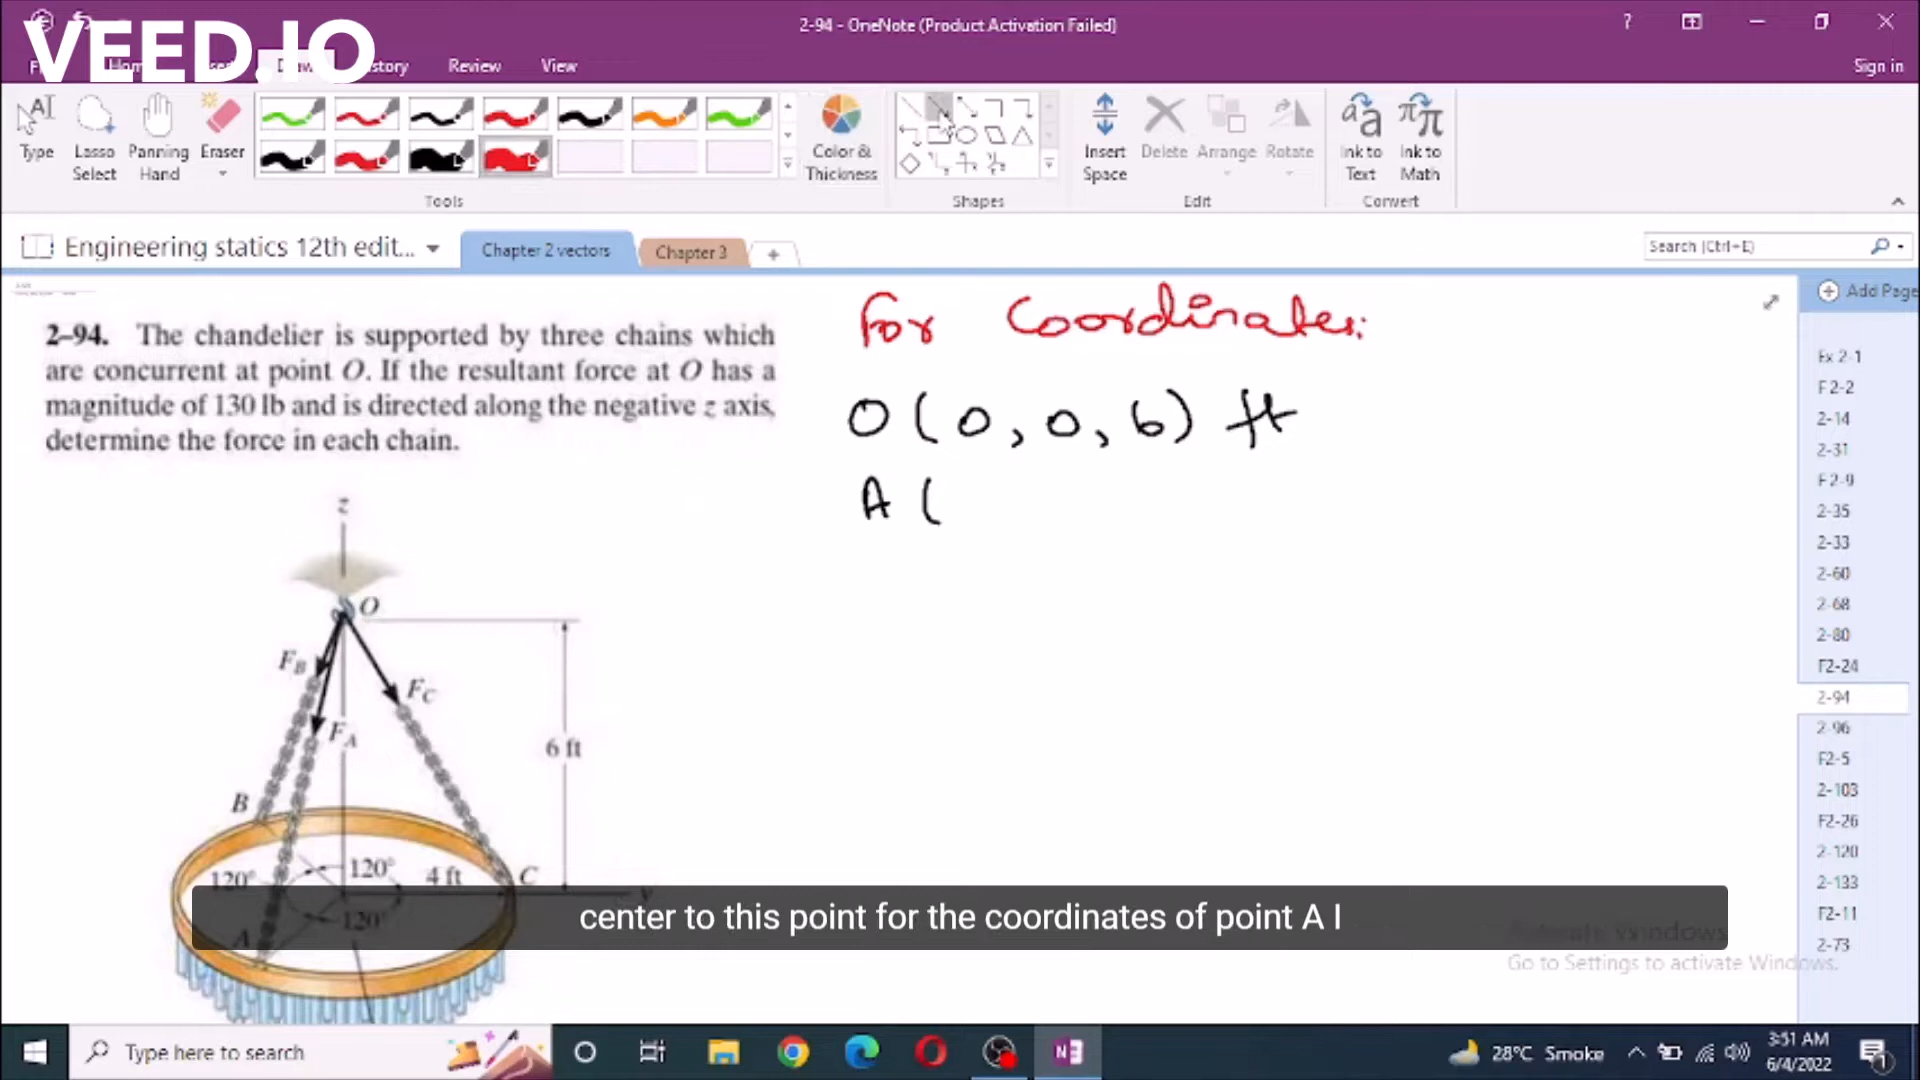 2-94 - OneNote (Product Activation Failed)
?
VEED.IO
Review
View
Sign in
Type
Lasso Select
Panning Hand
Eraser
Color & Thickness
Insert Space
Delete
Arrange
Rotate
Ink to Text
Ink to Math
Tools
Shapes
Edit
Convert
Engineering statics 12th edit...
Chapter 2 vectors
Chapter 3
Search (Ctrl+E)
Add Page
2–94. The chandelier is supported by three chains which
are concurrent at point O. If the resultant force at O has a
magnitude of 130 lb and is directed along the negative z axis,
determine the force in each chain.
For Coordinates:
O (0, 0, 6) ft
A (
z
O
F_B
F_C
F_A
6 ft
B
120°
120°
4 ft
C
120°
A
center to this point for the coordinates of point A I
Ex 2-1
F 2-2
2-14
2-31
F 2-9
2-35
2-33
2-60
2-68
2-80
F2-24
2-94
2-96
F2-5
2-103
F2-26
2-120
2-133
F2-11
2-73
Activate Windows
Go to Settings to activate Windows.
Type here to search
28°C Smoke
3:51 AM
6/4/2022